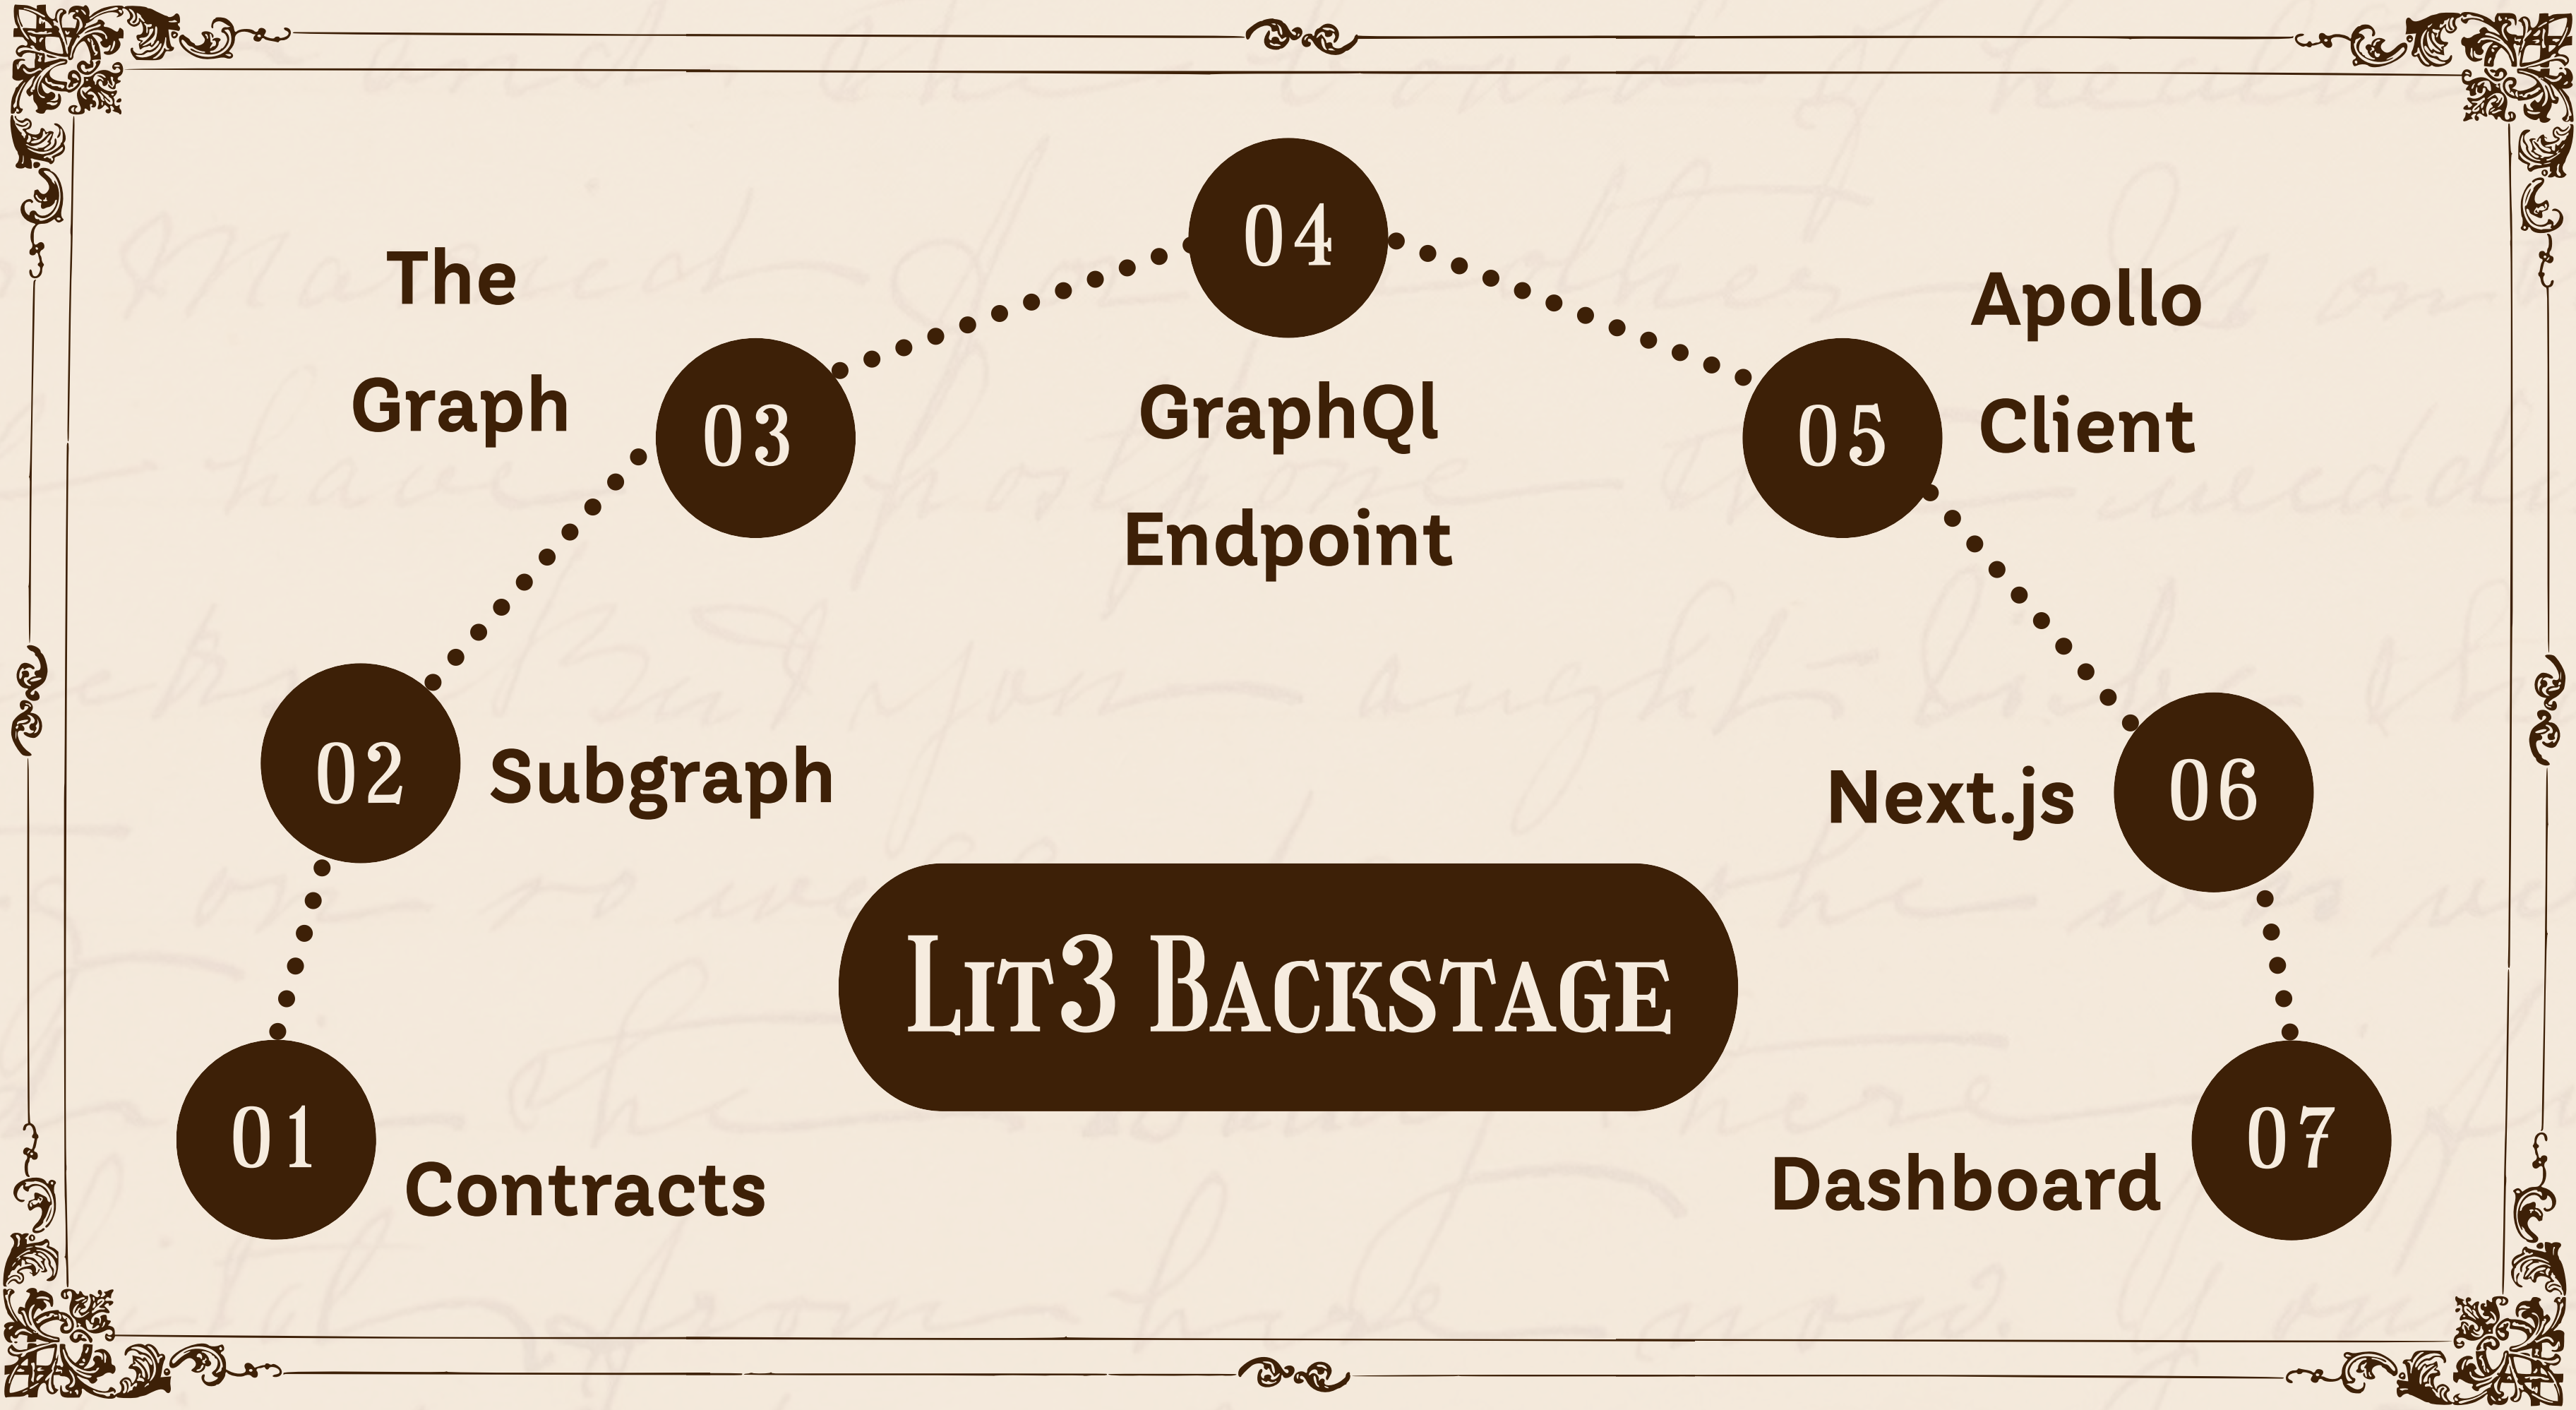 01
Contracts
02
Subgraph
03
The
Graph
04
GraphQl
Endpoint
05
Apollo
Client
06
Next.js
07
Dashboard
Lit3 Backstage